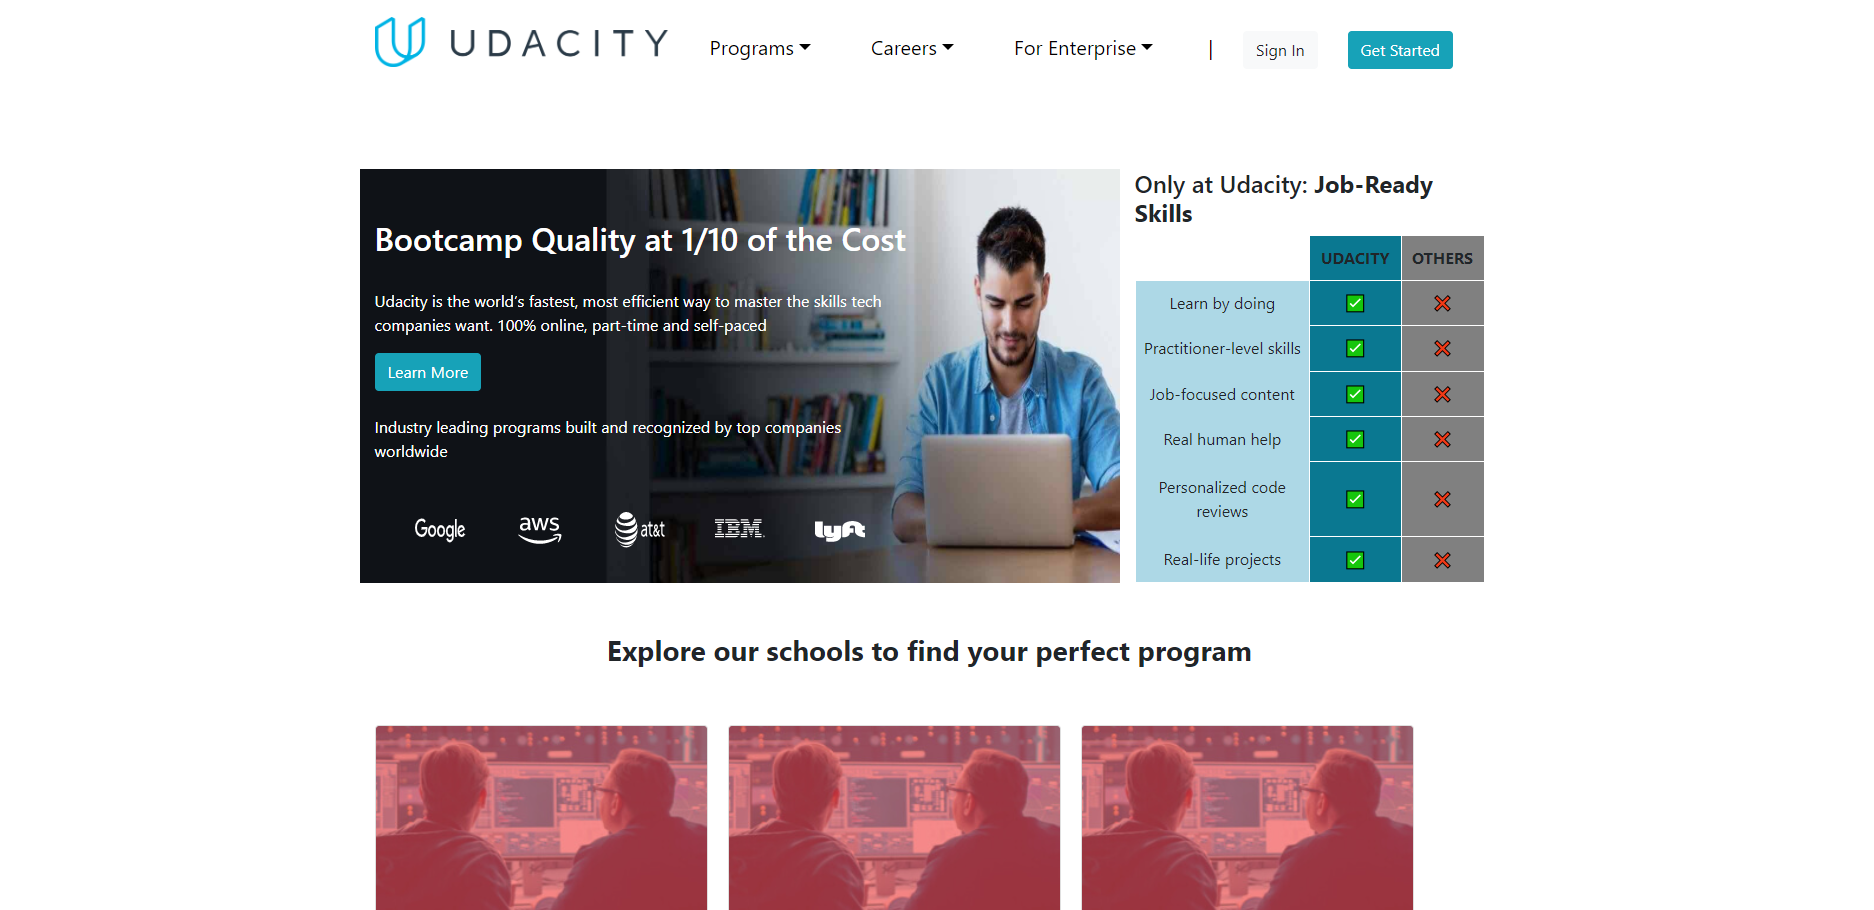 UDACITY
Programs
Careers
For Enterprise
|
Sign In
Get Started
Bootcamp Quality at 1/10 of the Cost
Udacity is the world’s fastest, most efficient way to master the skills tech
companies want. 100% online, part-time and self-paced
Learn More
Industry leading programs built and recognized by top companies
worldwide
Google
aws
at&t
IBM
lyft
Only at Udacity: Job-Ready
Skills
UDACITY OTHERS
Learn by doing ✅ ❌
Practitioner-level skills ✅ ❌
Job-focused content ✅ ❌
Real human help ✅ ❌
Personalized code
reviews ✅ ❌
Real-life projects ✅ ❌
Explore our schools to find your perfect program